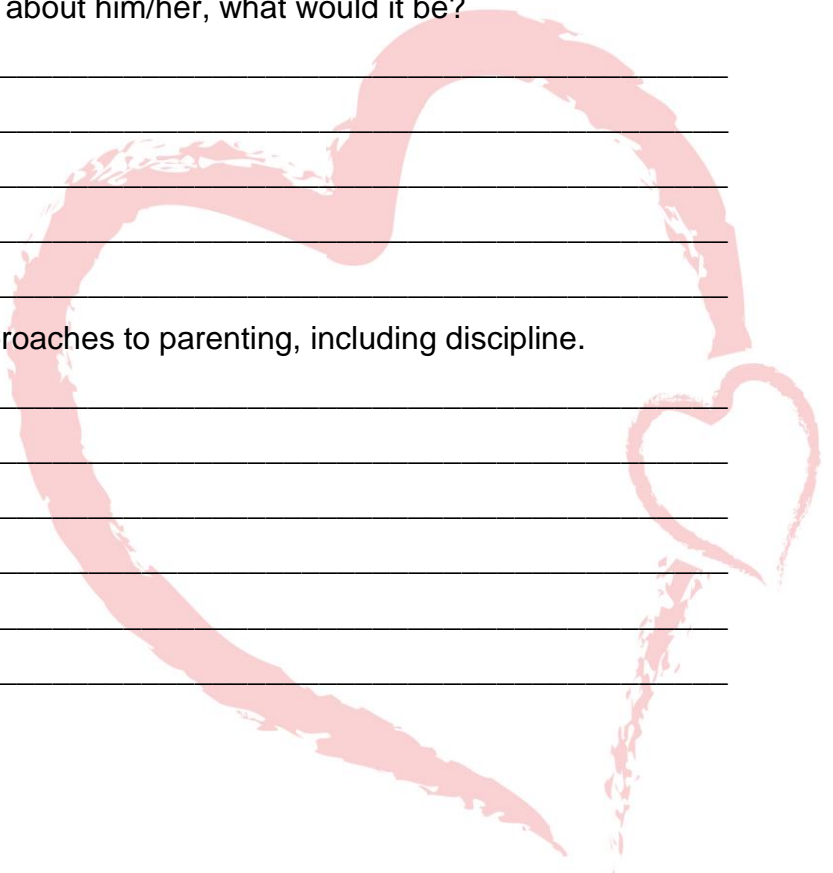 about him/her, what would it be?
roaches to parenting, including discipline.